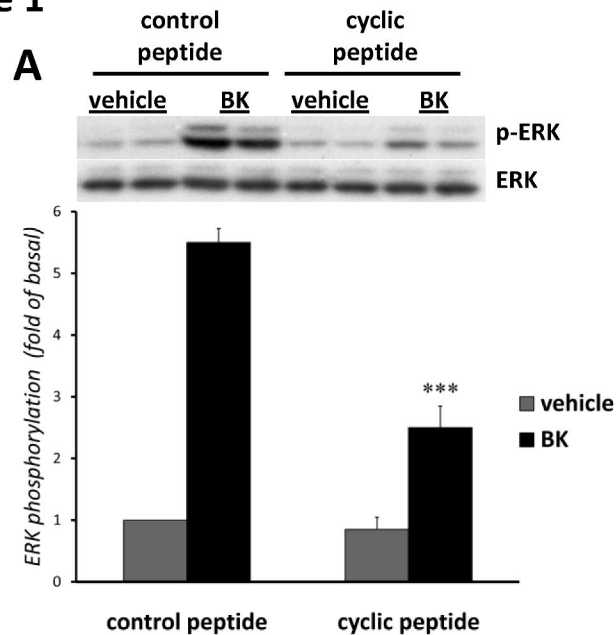 e 1
A
control
peptide
cyclic
peptide
vehicle BK vehicle BK
p-ERK
ERK
ERK phosphorylation (fold of basal)
6
5
4
3
2
1
0
***
vehicle
BK
control peptide cyclic peptide